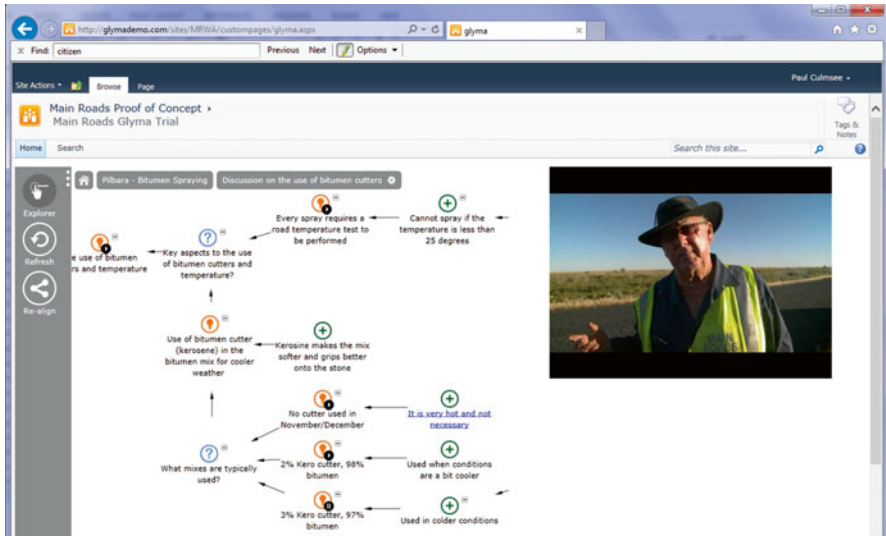 http://glymademo.com/sites/MRWA/custompages/glyma.aspx
glyma
Find: citizen
Previous Next Options
Site Actions
Browse
Page
Paul Culmsee
Main Roads Proof of Concept
Main Roads Glyma Trial
Tags &
Notes
Home
Search
Search this site...
Explorer
Refresh
Re-align
Pilbara - Bitumen Spraying
Discussion on the use of bitumen cutters
e use of bitumen
rs and temperature
Key aspects to the use
of bitumen cutters and
temperature?
Every spray requires a
road temperature test to
be performed
Cannot spray if the
temperature is less than
25 degrees
Use of bitumen cutter
(kerosene) in the
bitumen mix for cooler
weather
Kerosine makes the mix
softer and grips better
onto the stone
What mixes are typically
used?
No cutter used in
November/December
It is very hot and not
necessary
2% Kero cutter, 98%
bitumen
Used when conditions
are a bit cooler
3% Kero cutter, 97%
bitumen
Used in colder conditions
MAIN
ROADS